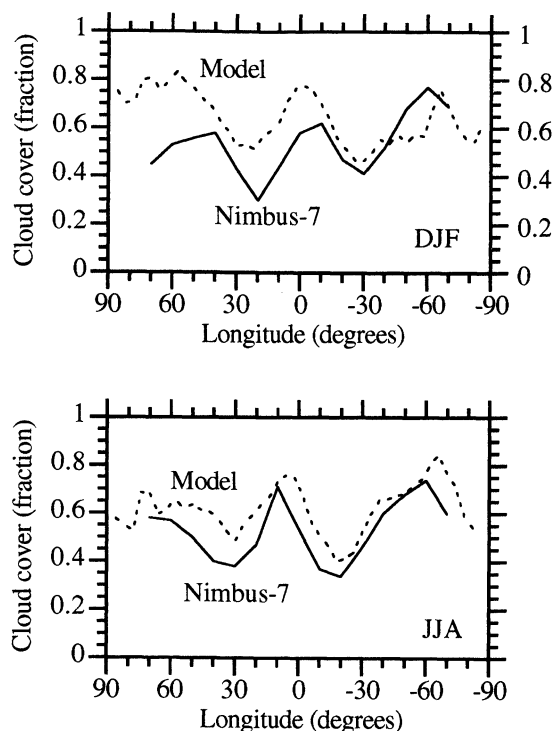 Cloud cover (fraction)
1 0.8 0.6 0.4 0.2 0
Model
Nimbus-7
DJF
1 0.8 0.6 0.4 0.2 0
90 60 30 0 -30 -60 -90
Longitude (degrees)
Cloud cover (fraction)
1 0.8 0.6 0.4 0.2 0
Model
Nimbus-7
JJA
90 60 30 0 -30 -60 -90
Longitude (degrees)